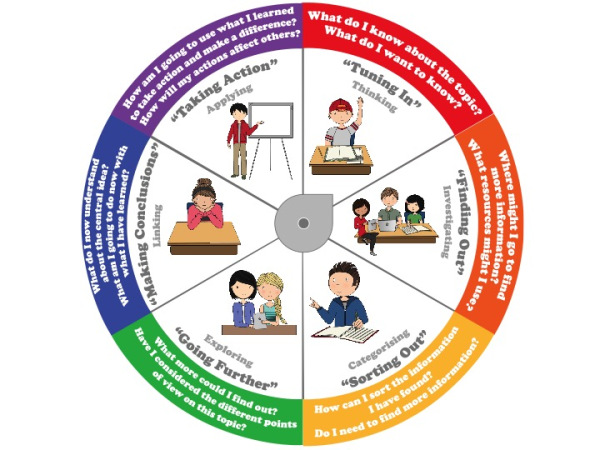 What do I know about the topic?
What do I want to know?
"Tuning In"
Thinking
Where might I go to find
more information?
What resources might I use?
"Finding Out"
Investigating
Categorising
"Sorting Out"
How can I sort the information
I have found?
Do I need to find more information?
Exploring
"Going Further"
What more could I find out?
Have I considered the different points
of view on this topic?
What do I now understand
about the central idea?
What am I going to do now with
what I have learned?
"Making Conclusions"
Linking
How am I going to use what I learned
to take action and make a difference?
How will my actions affect others?
"Taking Action"
Applying